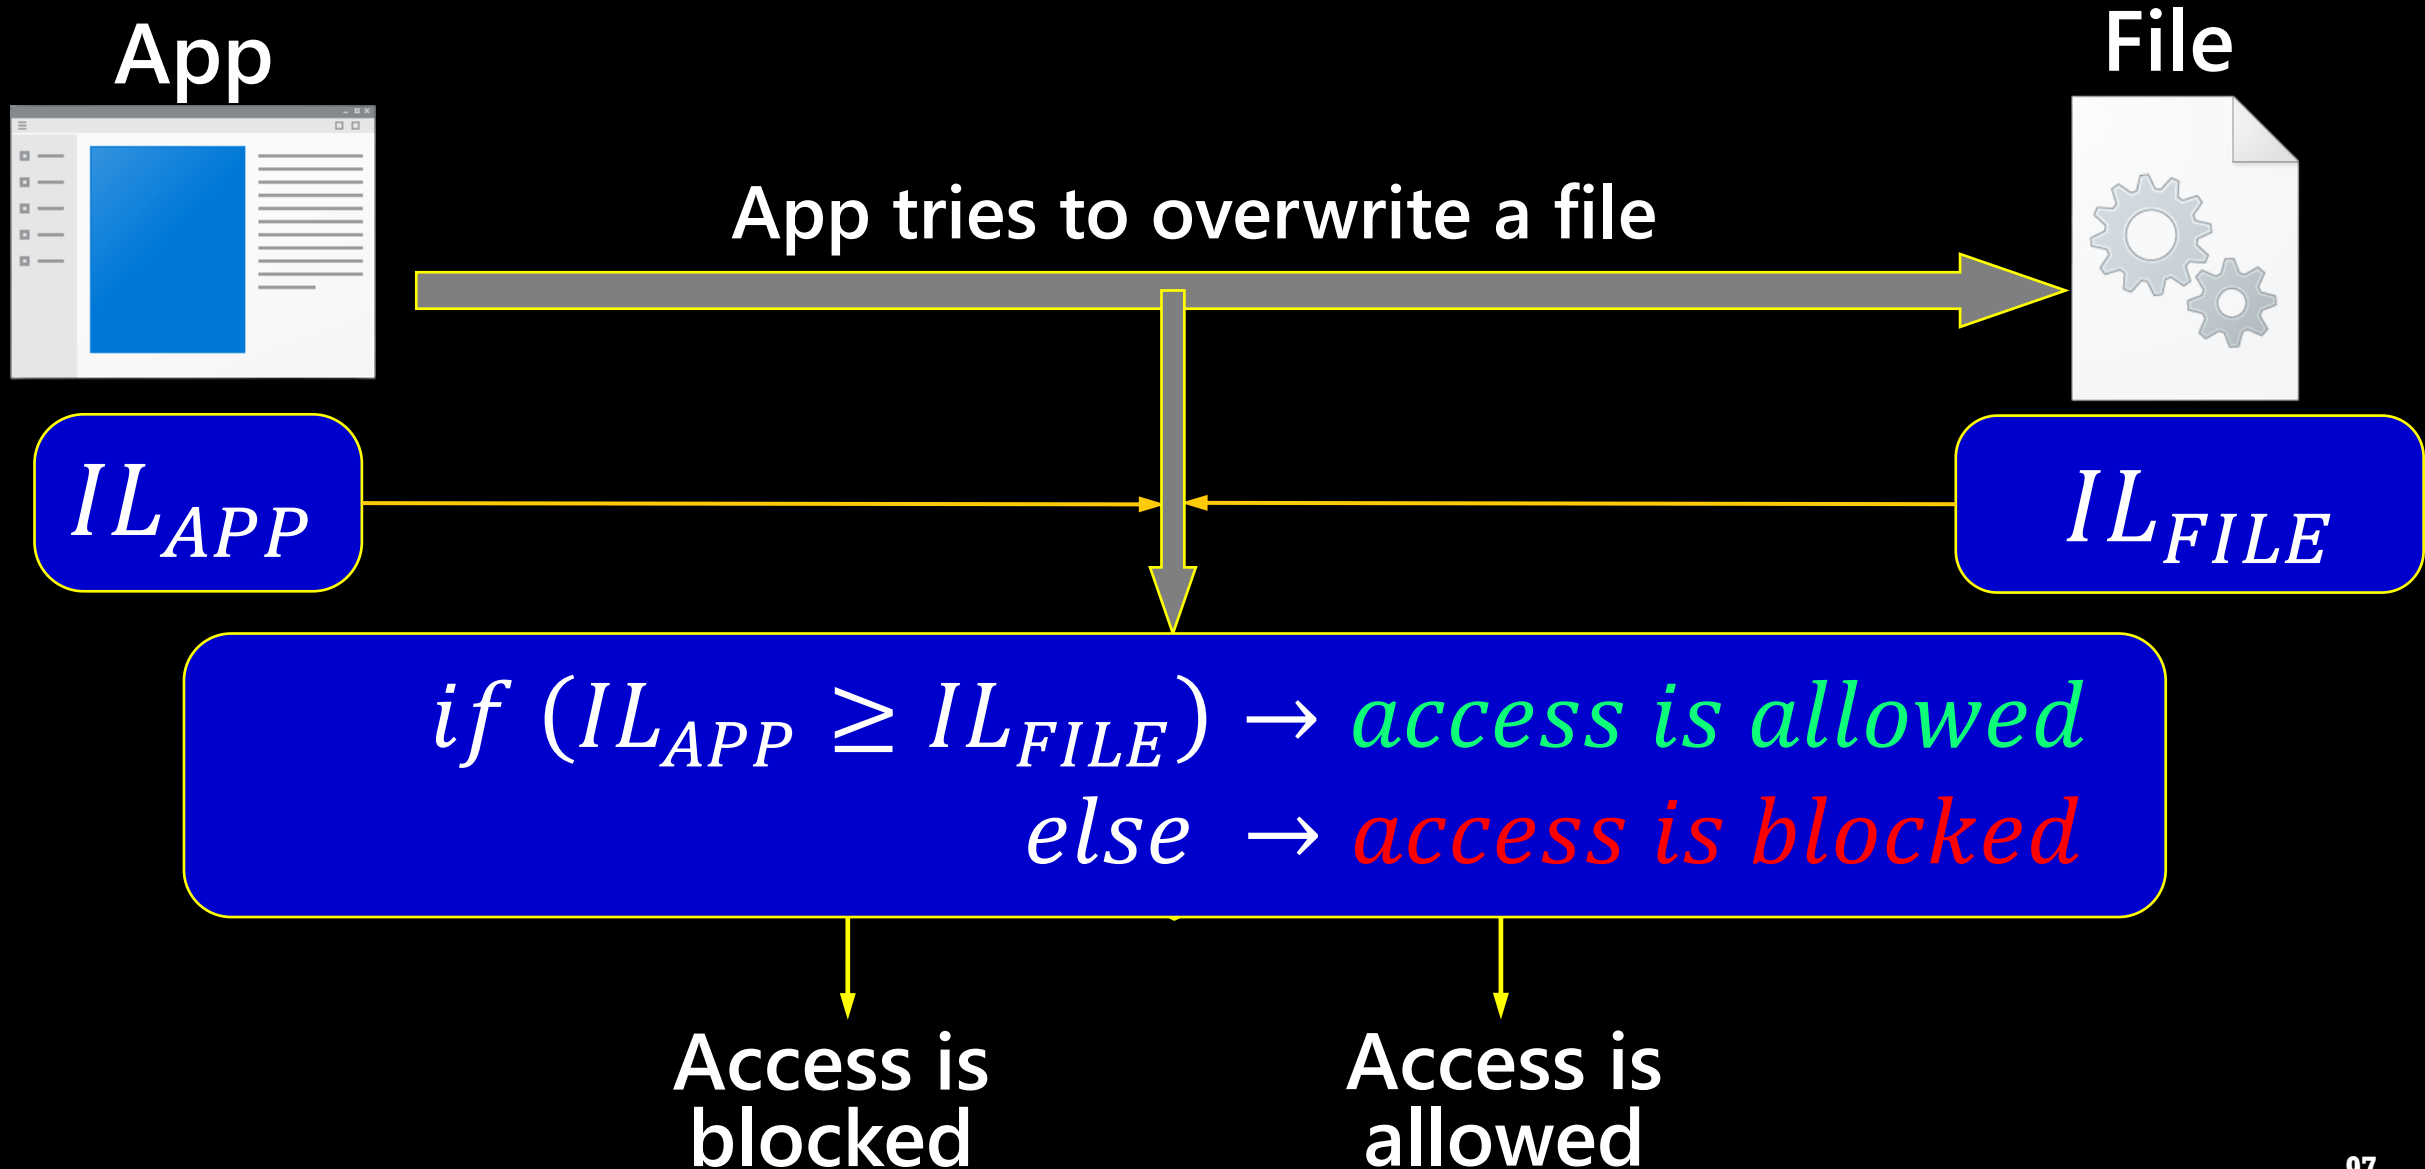 App
File
App tries to overwrite a file
IL_APP
IL_FILE
if (IL_APP ≥ IL_FILE) → access is allowed
else → access is blocked
Access is
blocked
Access is
allowed
07